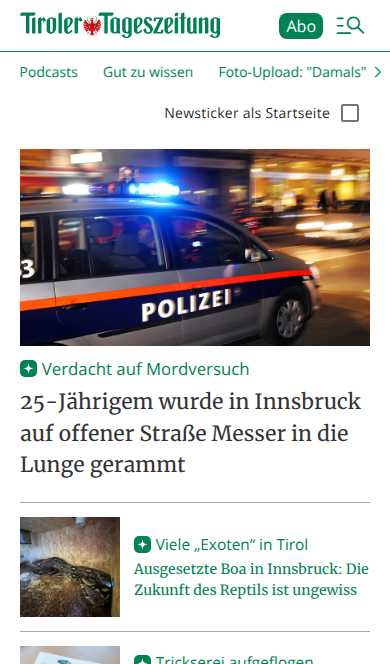 Tiroler Tageszeitung
Abo
Podcasts Gut zu wissen Foto-Upload: "Damals"
Newsticker als Startseite
3
POLIZEI
Verdacht auf Mordversuch
25-Jährigem wurde in Innsbruck
auf offener Straße Messer in die
Lunge gerammt
Viele „Exoten“ in Tirol
Ausgesetzte Boa in Innsbruck: Die
Zukunft des Reptils ist ungewiss
Trickserei aufgeflogen